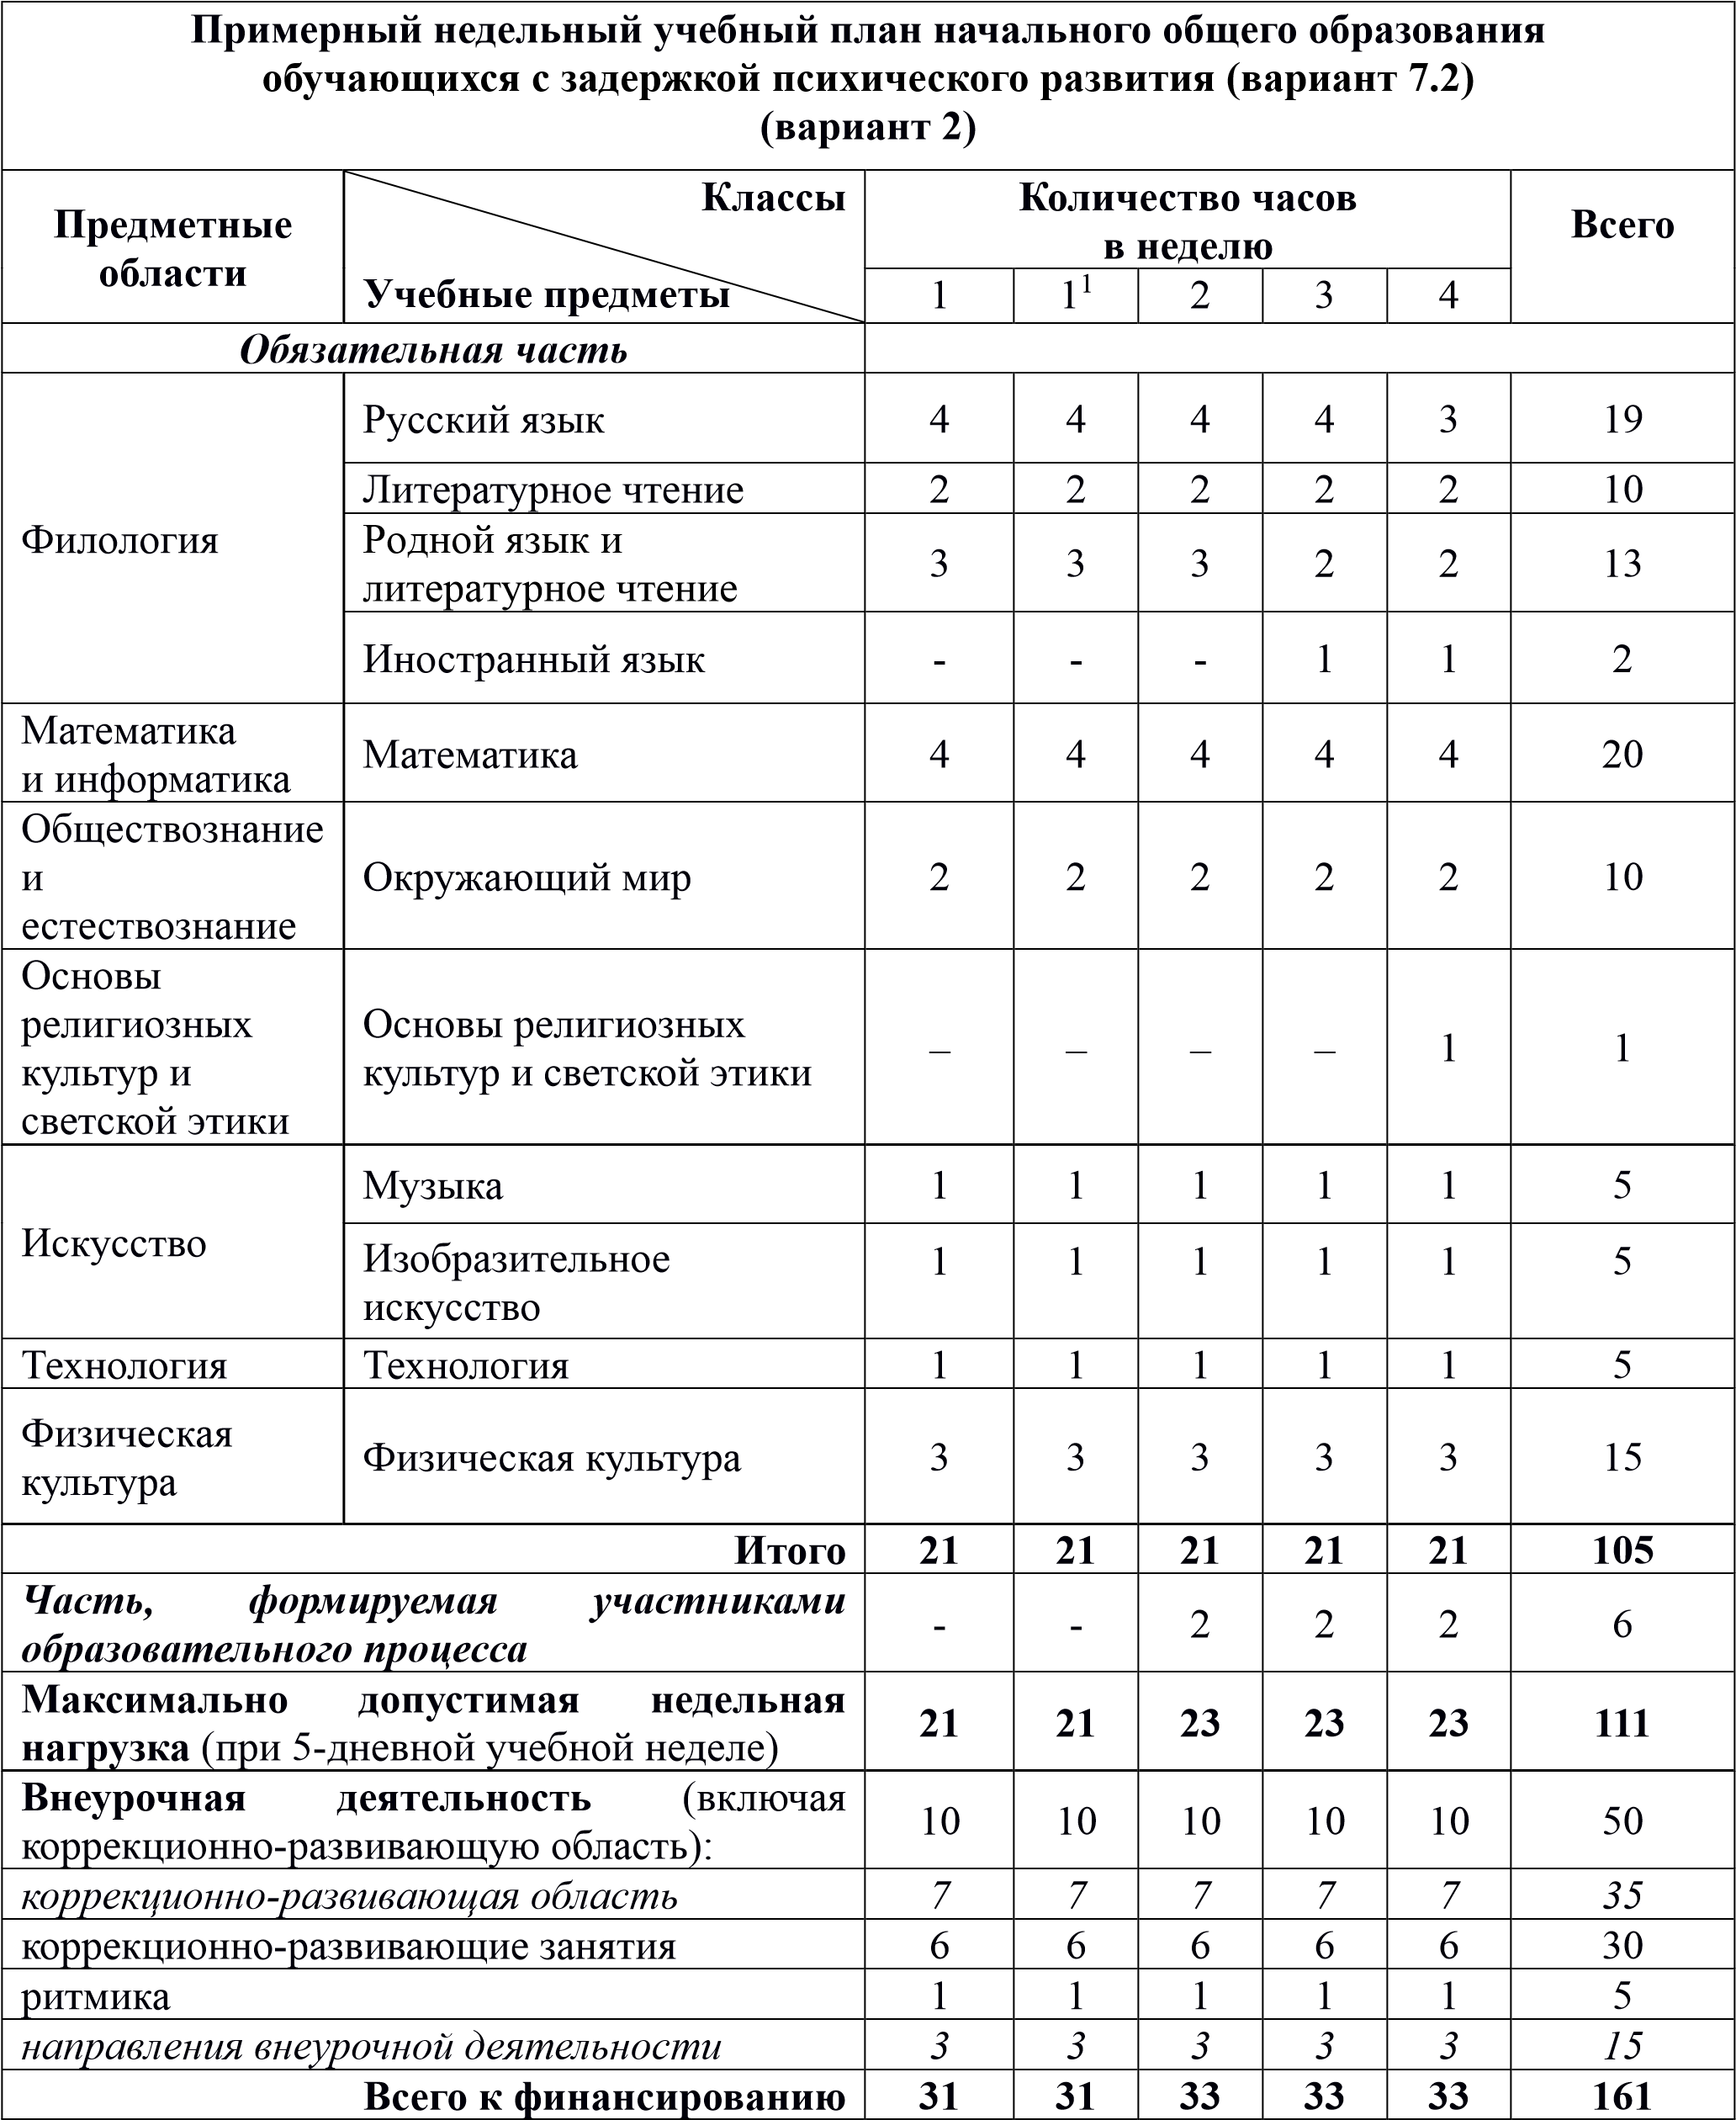 Примерный недельный учебный план начального общего образования
обучающихся с задержкой психического развития (вариант 7.2)
(вариант 2)
Предметные
области
Классы
Учебные предметы
Количество часов
в неделю
Всего
1 1¹ 2 3 4
Обязательная часть
Филология
Русский язык 4 4 4 4 3 19
Литературное чтение 2 2 2 2 2 10
Родной язык и
литературное чтение 3 3 3 2 2 13
Иностранный язык - - - 1 1 2
Математика
и информатика
Математика 4 4 4 4 4 20
Обществознание
и
естествознание
Окружающий мир 2 2 2 2 2 10
Основы
религиозных
культур и
светской этики
Основы религиозных
культур и светской этики – – – – 1 1
Искусство
Музыка 1 1 1 1 1 5
Изобразительное
искусство 1 1 1 1 1 5
Технология Технология 1 1 1 1 1 5
Физическая
культура
Физическая культура 3 3 3 3 3 15
Итого 21 21 21 21 21 105
Часть, формируемая участниками
образовательного процесса - - 2 2 2 6
Максимально допустимая недельная
нагрузка (при 5-дневной учебной неделе) 21 21 23 23 23 111
Внеурочная деятельность (включая
коррекционно-развивающую область): 10 10 10 10 10 50
коррекционно-развивающая область 7 7 7 7 7 35
коррекционно-развивающие занятия 6 6 6 6 6 30
ритмика 1 1 1 1 1 5
направления внеурочной деятельности 3 3 3 3 3 15
Всего к финансированию 31 31 33 33 33 161